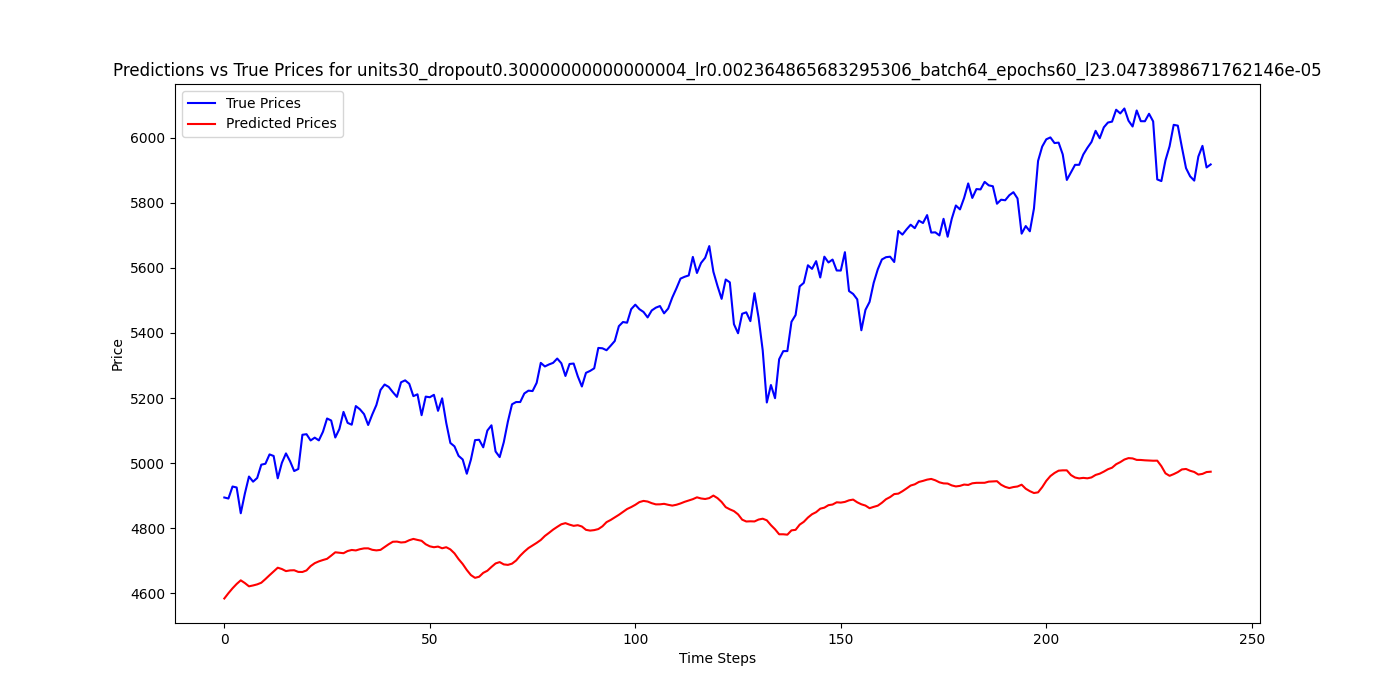 Predictions vs True Prices for units30_dropout0.30000000000000004_lr0.002364865683295306_batch64_epochs60_l23.0473898671762146e-05
True Prices
Predicted Prices
6000
5800
5600
5400
5200
5000
4800
4600
Price
0
50
100
150
200
250
Time Steps